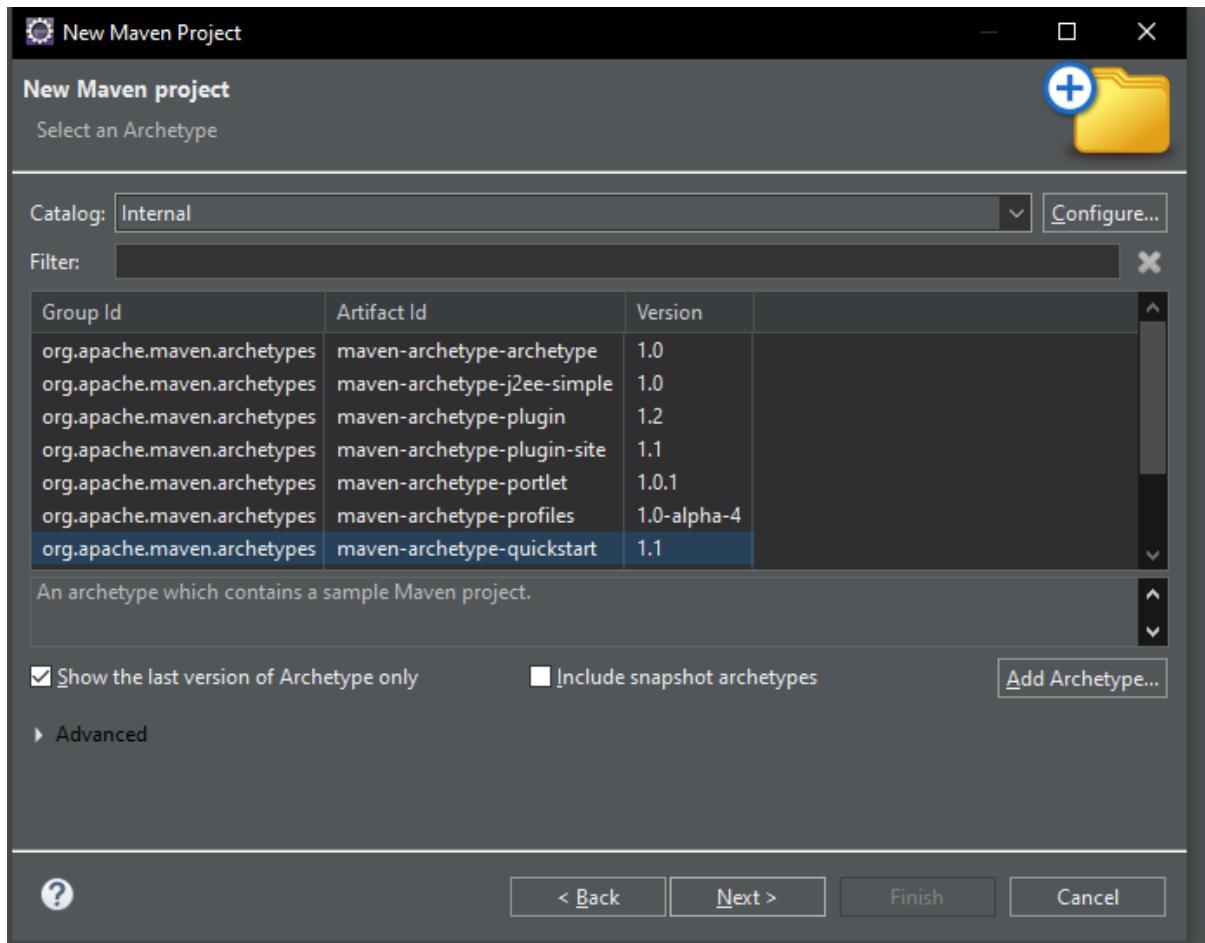 New Maven Project
New Maven project
Select an Archetype
Catalog: Internal Configure...
Filter:
Group Id Artifact Id Version
org.apache.maven.archetypes maven-archetype-archetype 1.0
org.apache.maven.archetypes maven-archetype-j2ee-simple 1.0
org.apache.maven.archetypes maven-archetype-plugin 1.2
org.apache.maven.archetypes maven-archetype-plugin-site 1.1
org.apache.maven.archetypes maven-archetype-portlet 1.0.1
org.apache.maven.archetypes maven-archetype-profiles 1.0-alpha-4
org.apache.maven.archetypes maven-archetype-quickstart 1.1
An archetype which contains a sample Maven project.
Show the last version of Archetype only Include snapshot archetypes Add Archetype...
Advanced
? < Back Next > Finish Cancel